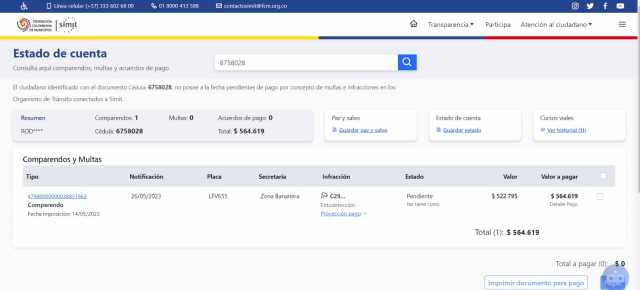 Línea celular (+57) 333 602 68 00   01 8000 413 588   contactosimit@fcm.org.co
FEDERACIÓN COLOMBIANA DE MUNICIPIOS simit
Transparencia   Participa   Atención al ciudadano
Estado de cuenta
Consulta aquí comparendos, multas y acuerdos de pago
6758028
El ciudadano identificado con el documento Cédula: 6758028, no posee a la fecha pendientes de pago por concepto de multas e infracciones en los
Organismo de Tránsito conectados a Simit.
Resumen   Comparendos: 1   Multas: 0   Acuerdos de pago: 0
ROD****   Cédula: 6758028   Total: $ 564.619
Paz y salvo
Guardar paz y salvo
Estado de cuenta
Guardar estado
Cursos viales
Ver historial (1)
Comparendos y Multas
Tipo   Notificación   Placa   Secretaría   Infracción   Estado   Valor   Valor a pagar
Comparendo
Fecha imposición: 14/05/2023
26/05/2023   LFV655   Zona Bananera   C29...
Fotodetección
Proyección pago
Pendiente
No tiene curso
$ 522.795   $ 564.619
Detalle Pago
Total (1): $ 564.619
Total a pagar (0): $ 0
Imprimir documento para pago